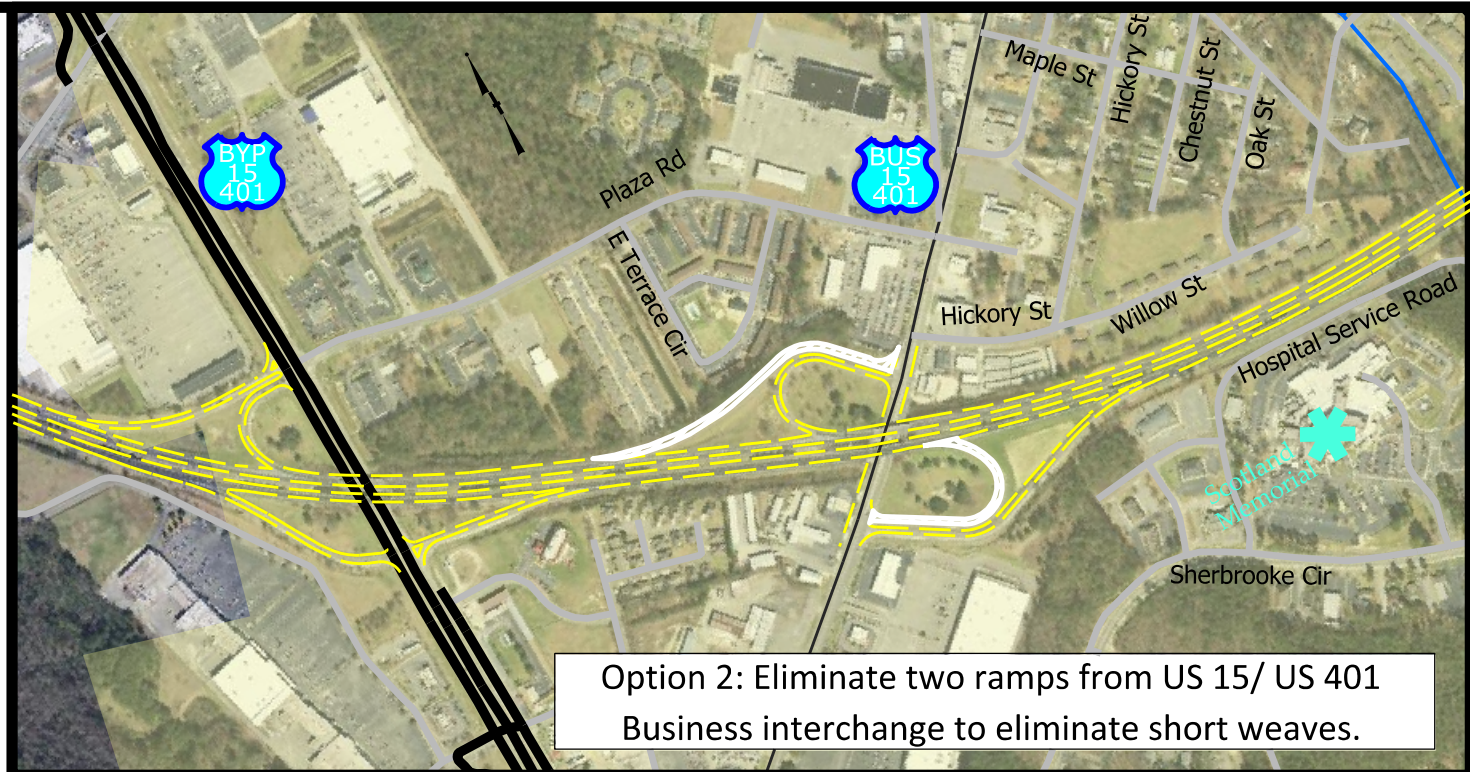 Maple St
Hickory St
Chestnut St
Oak St
BYP
15
401
BUS
15
401
Plaza Rd
E Terrace Cir
Hickory St
Willow St
Hospital Service Road
Scotland
Memorial
Sherbrooke Cir
Option 2: Eliminate two ramps from US 15/ US 401
Business interchange to eliminate short weaves.